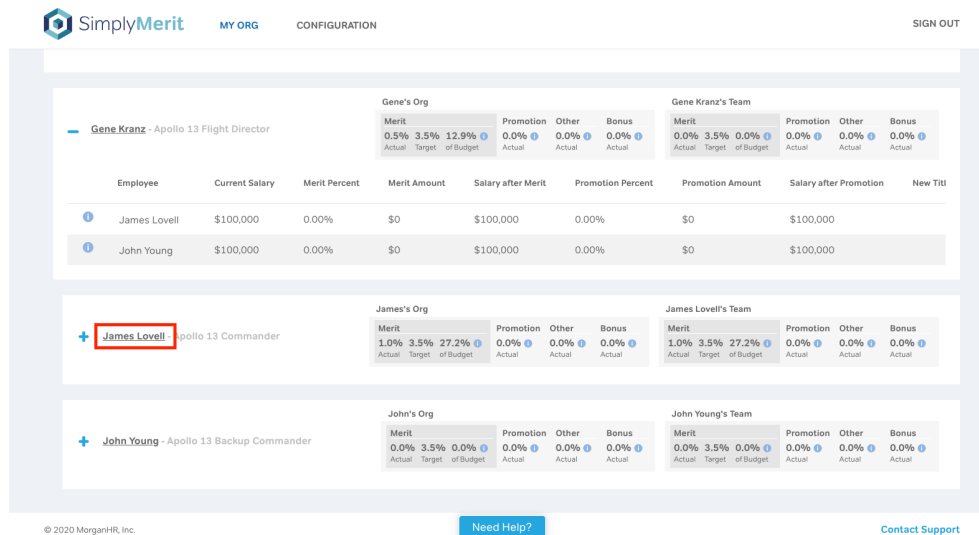 SimplyMerit MY ORG CONFIGURATION SIGN OUT
Gene's Org Gene Kranz's Team
Gene Kranz - Apollo 13 Flight Director
Merit Promotion Other Bonus Merit Promotion Other Bonus
0.5% 3.5% 12.9% 0.0% 0.0% 0.0% 0.0% 3.5% 0.0% 0.0% 0.0% 0.0%
Actual Target of Budget Actual Actual Actual Actual Target of Budget Actual Actual Actual
Employee Current Salary Merit Percent Merit Amount Salary after Merit Promotion Percent Promotion Amount Salary after Promotion New Titl
James Lovell $100,000 0.00% $0 $100,000 0.00% $0 $100,000
John Young $100,000 0.00% $0 $100,000 0.00% $0 $100,000
James's Org James Lovell's Team
James Lovell - Apollo 13 Commander
Merit Promotion Other Bonus Merit Promotion Other Bonus
1.0% 3.5% 27.2% 0.0% 0.0% 0.0% 1.0% 3.5% 27.2% 0.0% 0.0% 0.0%
Actual Target of Budget Actual Actual Actual Actual Target of Budget Actual Actual Actual
John's Org John Young's Team
John Young - Apollo 13 Backup Commander
Merit Promotion Other Bonus Merit Promotion Other Bonus
0.0% 3.5% 0.0% 0.0% 0.0% 0.0% 0.0% 3.5% 0.0% 0.0% 0.0% 0.0%
Actual Target of Budget Actual Actual Actual Actual Target of Budget Actual Actual Actual
© 2020 MorganHR, Inc. Need Help? Contact Support